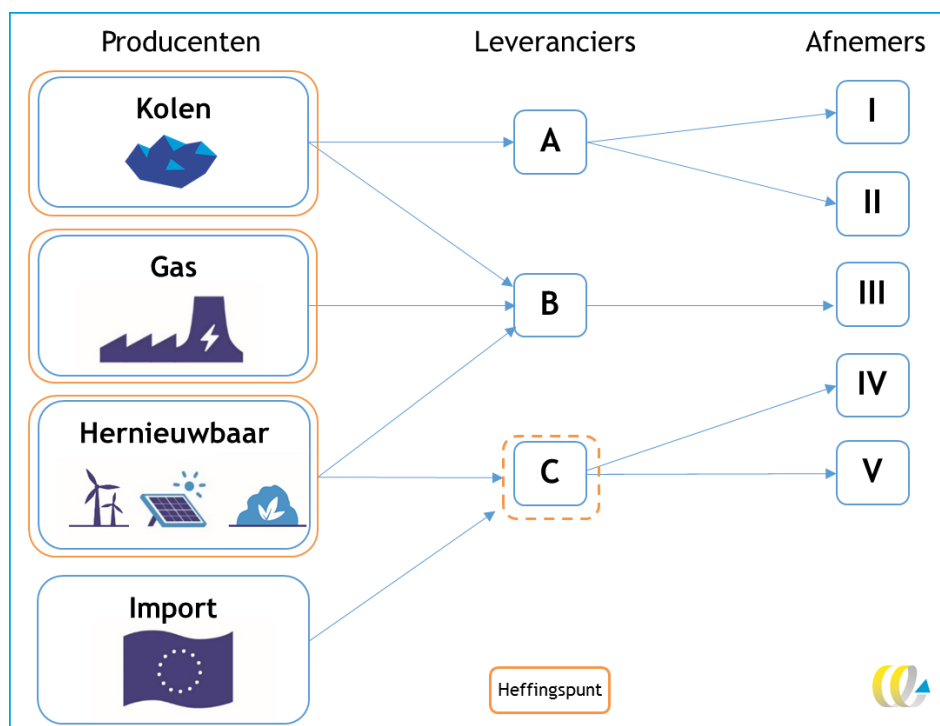 Producenten
Leveranciers
Afnemers
Kolen
A
I
II
Gas
B
III
Hernieuwbaar
C
IV
V
Import
Heffingspunt